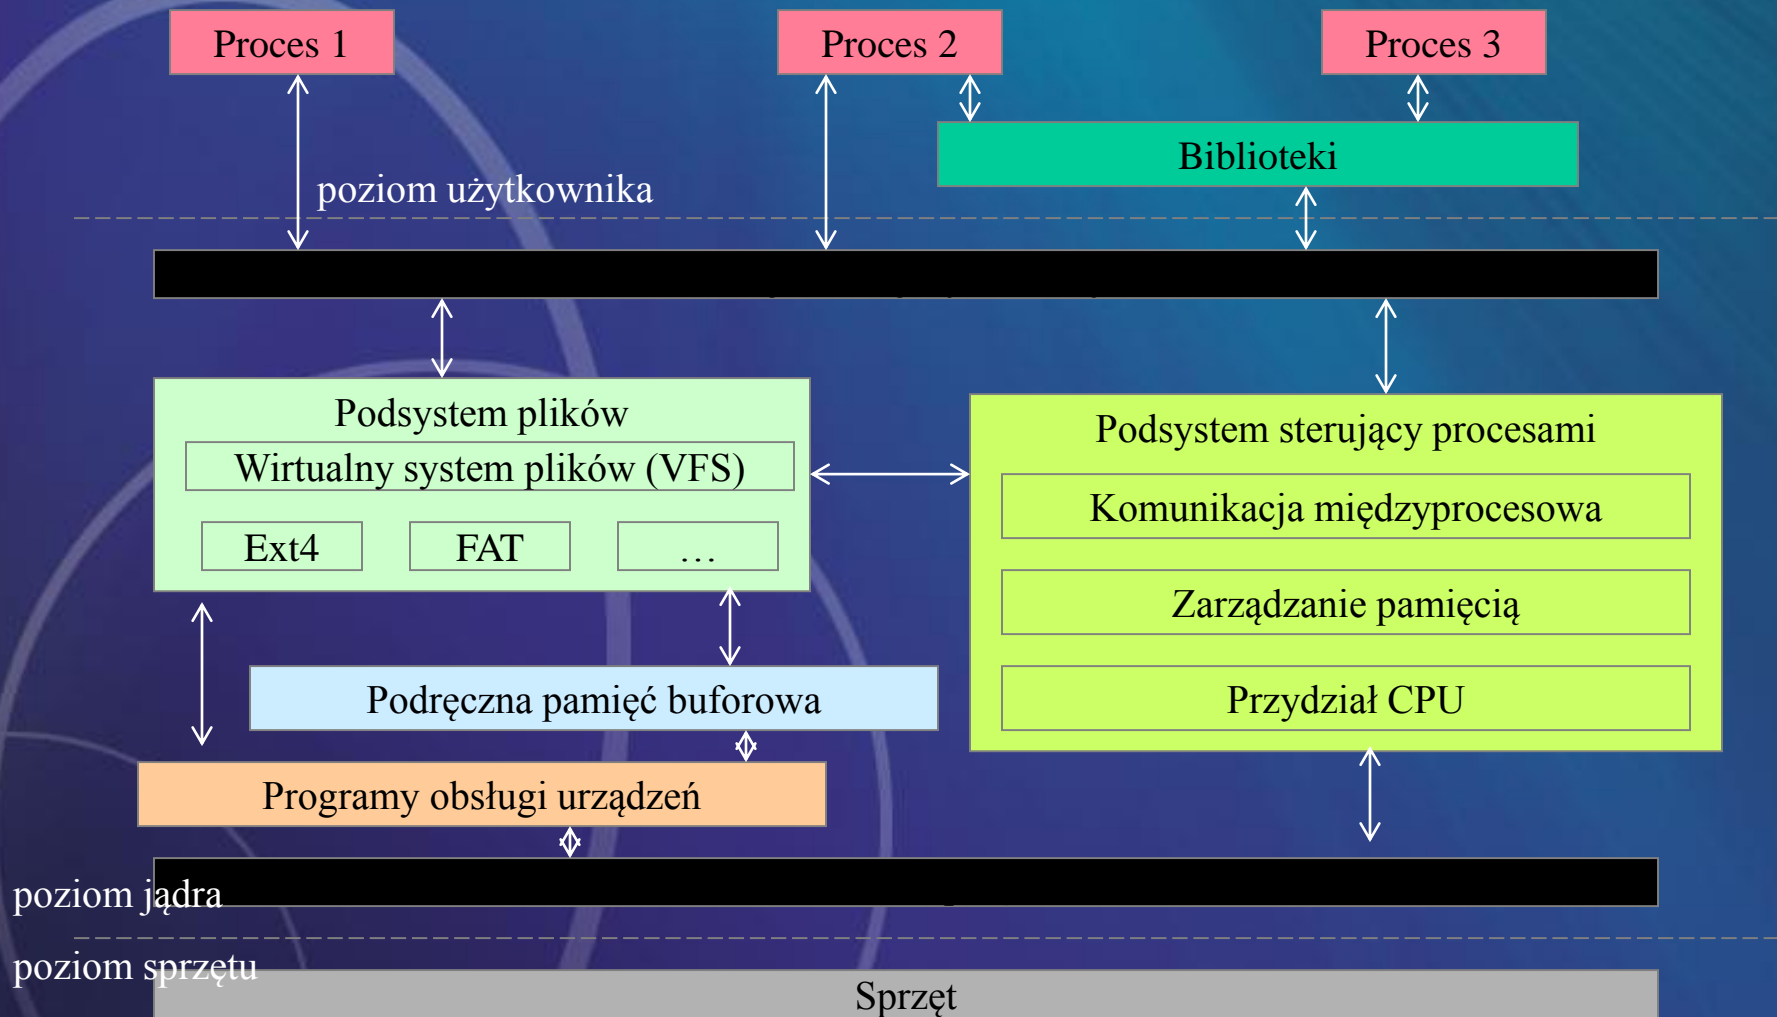 Proces 1
Proces 2
Proces 3
Biblioteki
poziom użytkownika
Podsystem plików
Wirtualny system plików (VFS)
Ext4
FAT
…
Podsystem sterujący procesami
Komunikacja międzyprocesowa
Zarządzanie pamięcią
Przydział CPU
Podręczna pamięć buforowa
Programy obsługi urządzeń
poziom jądra
poziom sprzętu
Sprzęt